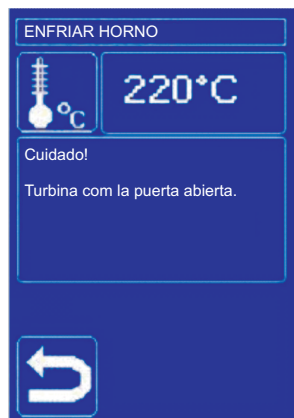 ENFRIAR HORNO
°C
220°C
Cuidado!
Turbina com la puerta abierta.